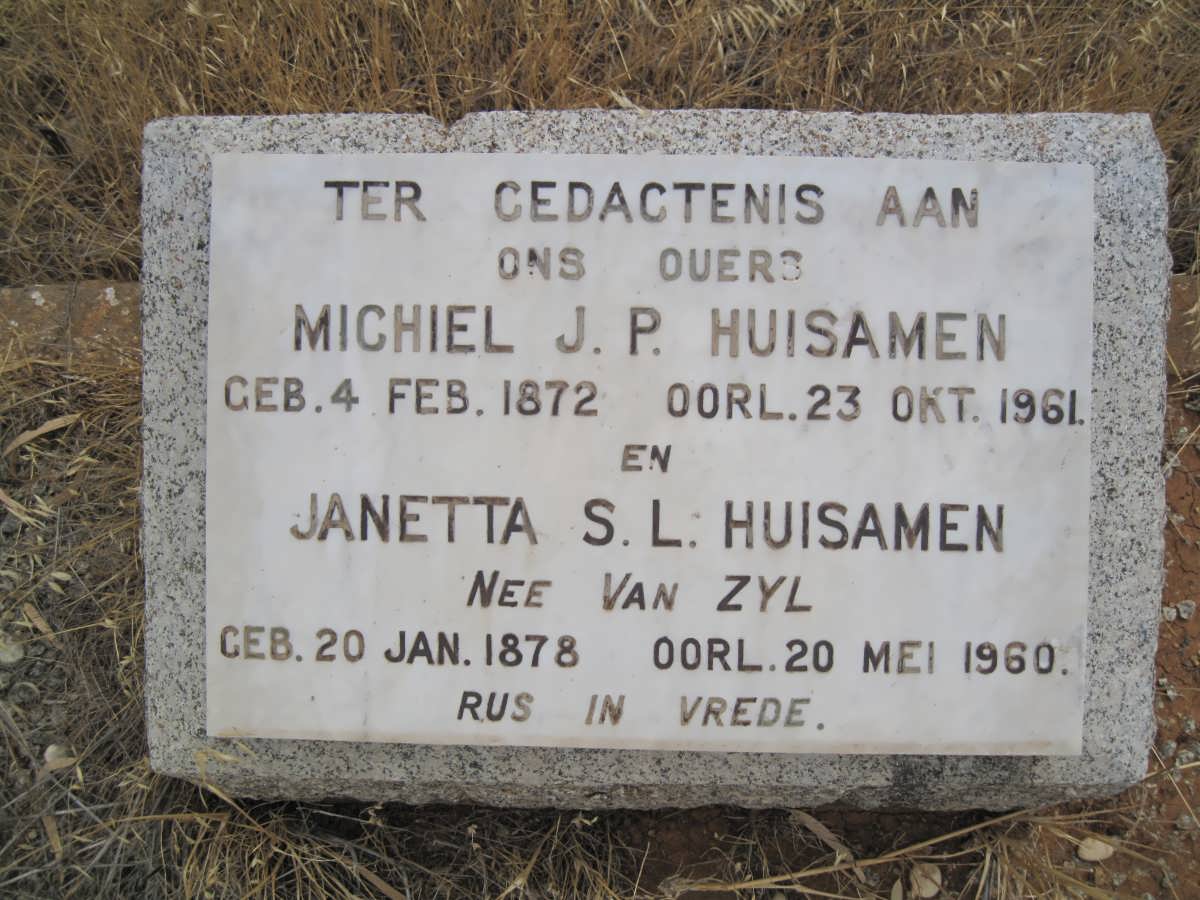 TER GEDACTENIS AAN
ONS OUERS
MICHIEL J. P. HUISAMEN
GEB. 4 FEB. 1872 OORL. 23 OKT. 1961.
EN
JANETTA S. L. HUISAMEN
NEE VAN ZYL
GEB. 20 JAN. 1878 OORL. 20 MEI 1960.
RUS IN VREDE.